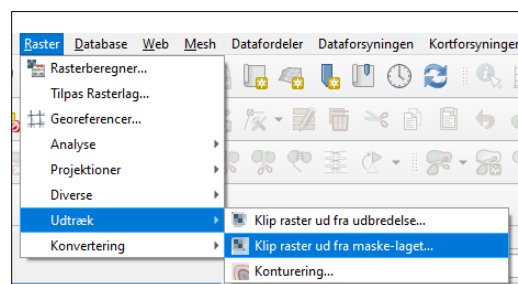 Raster Database Web Mesh Datafordeler Dataforsyningen Kortforsyningen
Rasterberegner...
Tilpas Rasterlag...
Georeferencer...
Analyse
Projektioner
Diverse
Udtræk
Klip raster ud fra udbredelse...
Klip raster ud fra maske-laget...
Konvertering
Konturering...